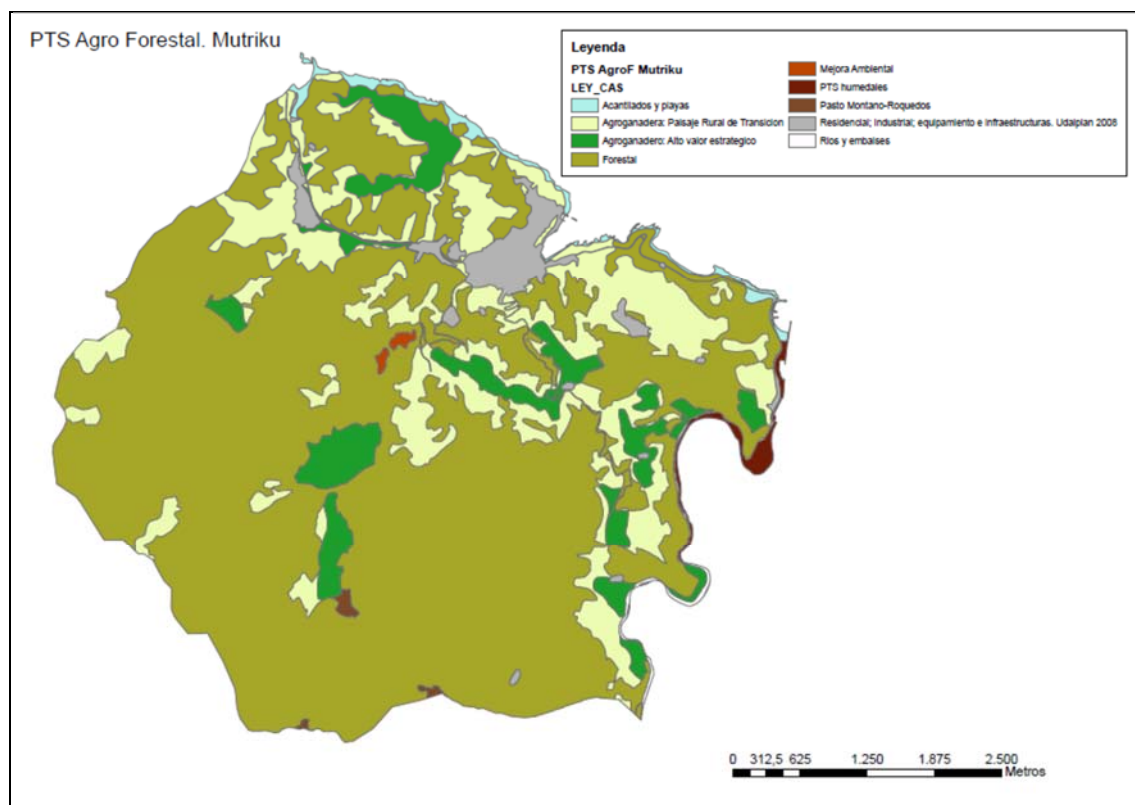 PTS Agro Forestal. Mutriku
Leyenda
PTS AgroF Mutriku
LEY_CAS
Acantilados y playas
Agroganadera: Paisaje Rural de Transicion
Agroganadero: Alto valor estrategico
Forestal
Mejora Ambiental
PTS humedales
Pasto Montano-Roquedos
Residencial; Industrial; equipamiento e Infraestructuras. Udalplan 2008
Rios y embalses
0 312,5 625 1.250 1.875 2.500
Metros